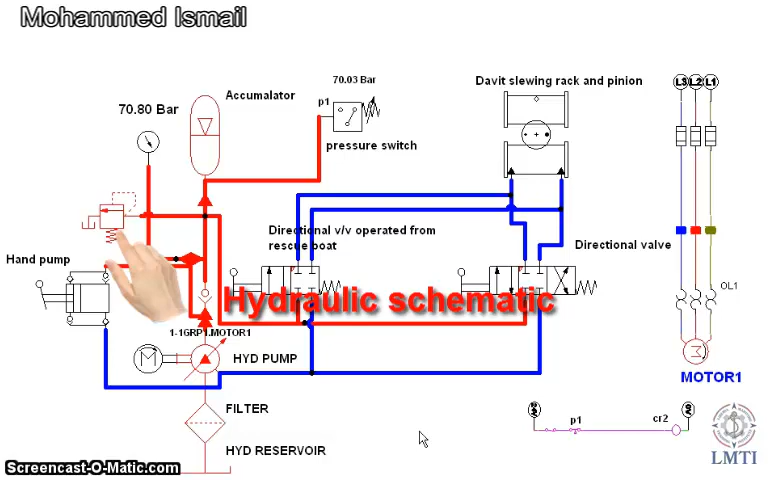 Mohammed Ismail
70.03 Bar
Davit slewing rack and pinion
L3 L2 L1
Accumalator
70.80 Bar
p1
pressure switch
Directional v/v operated from
rescue boat
Directional valve
Hand pump
OL1
Hydraulic schematic
1-16RP1.MOTOR1
M
HYD PUMP
M
MOTOR1
FILTER
p1
cr2
0V
HYD RESERVOIR
LMTI
Screencast-O-Matic.com